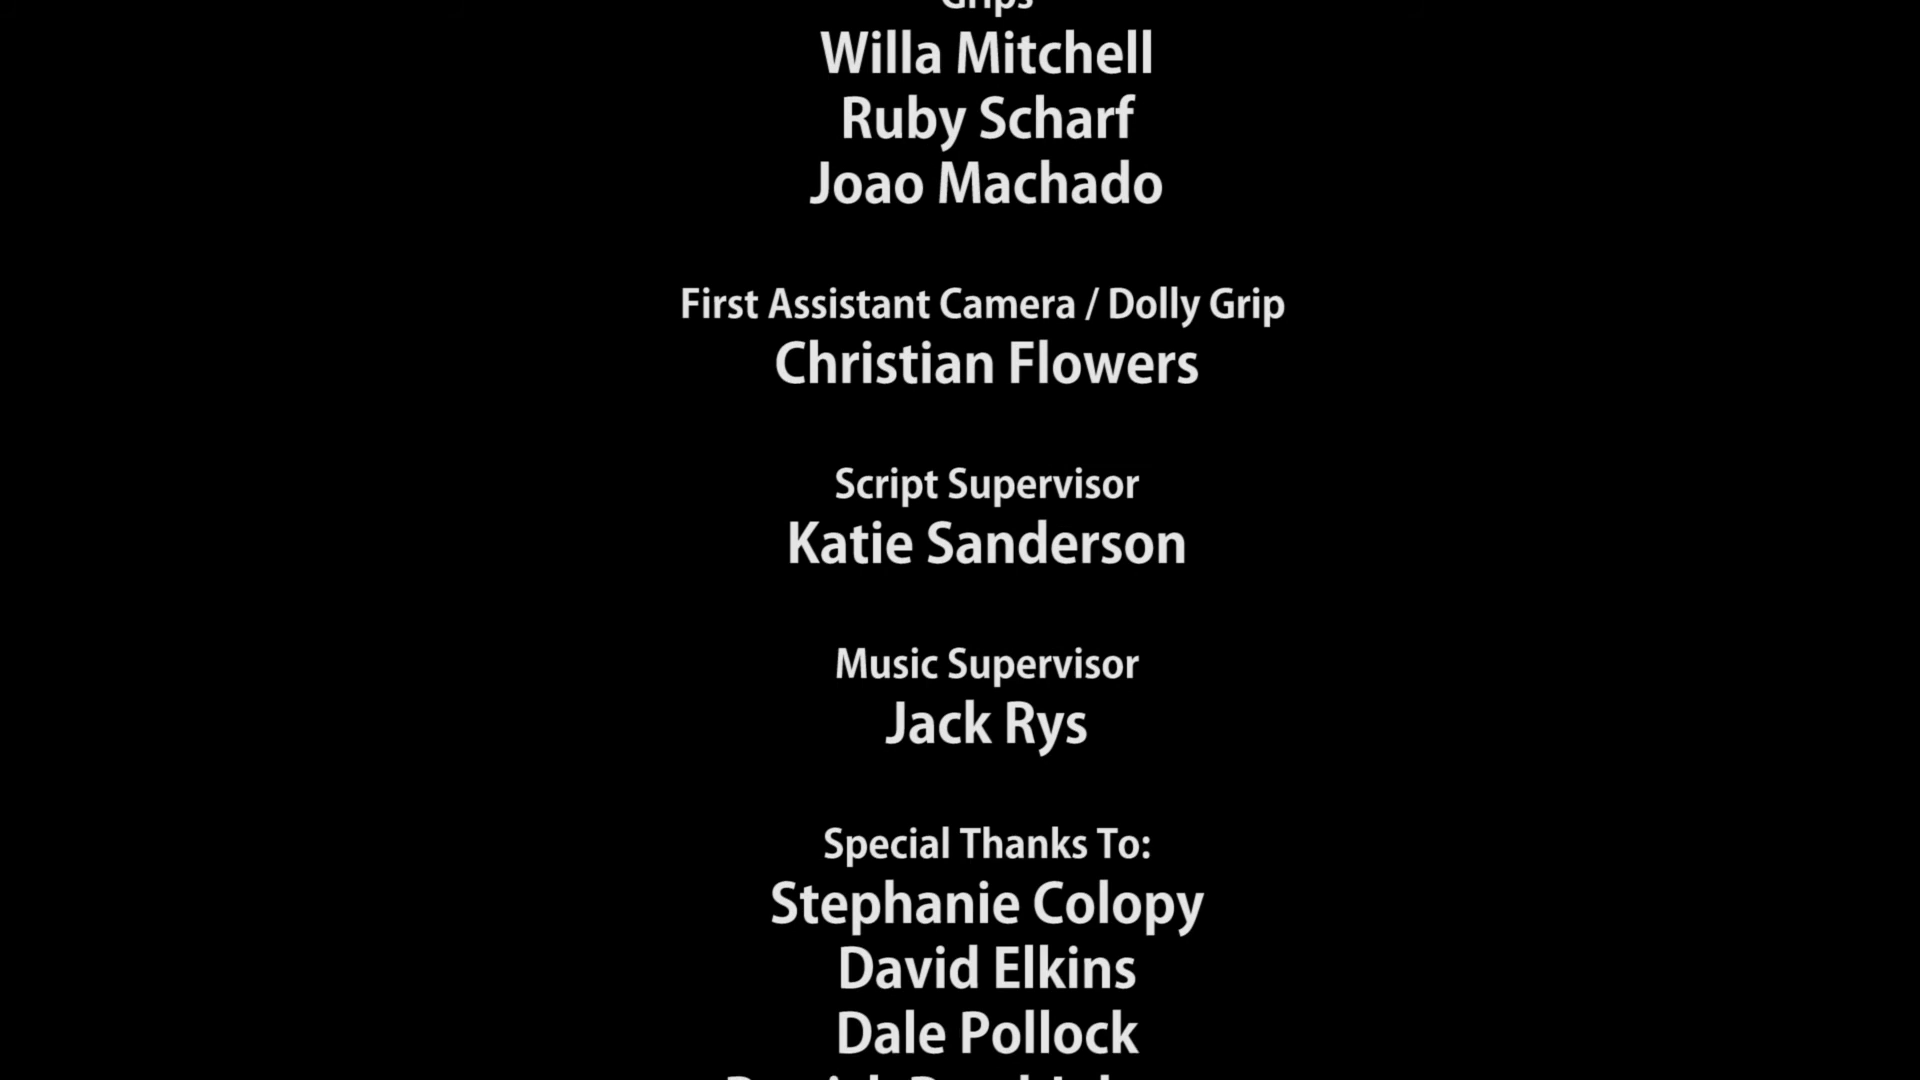 Grips
Willa Mitchell
Ruby Scharf
Joao Machado
First Assistant Camera / Dolly Grip
Christian Flowers
Script Supervisor
Katie Sanderson
Music Supervisor
Jack Rys
Special Thanks To:
Stephanie Colopy
David Elkins
Dale Pollock